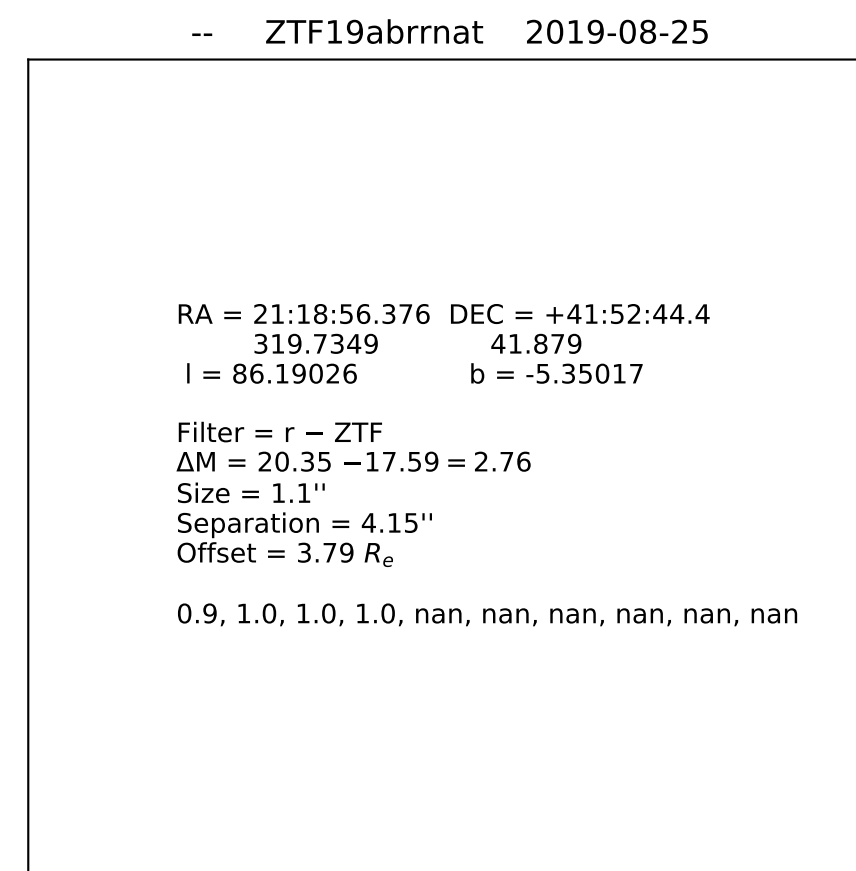 -- ZTF19abrrnat 2019-08-25
RA = 21:18:56.376 DEC = +41:52:44.4
319.7349 41.879
l = 86.19026 b = -5.35017
Filter = r − ZTF
ΔM = 20.35 −17.59 = 2.76
Size = 1.1''
Separation = 4.15''
Offset = 3.79 Re
0.9, 1.0, 1.0, 1.0, nan, nan, nan, nan, nan, nan